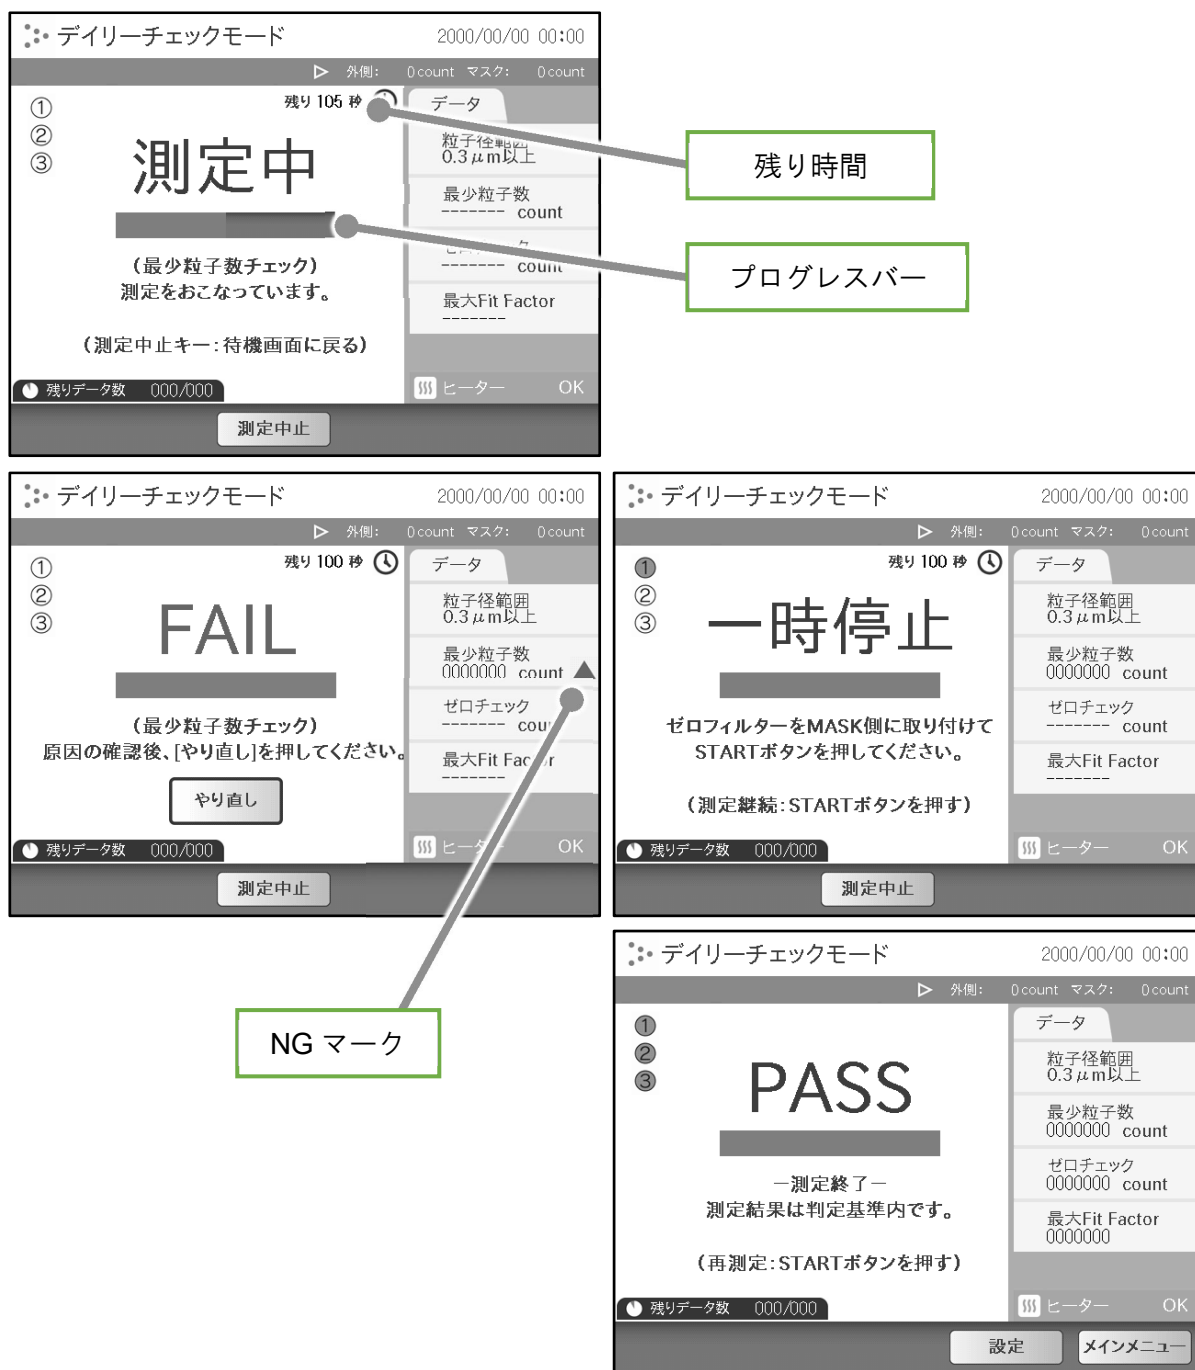 デイリーチェックモード 2000/00/00 00:00
外側: 0count マスク: 0count
残り 105 秒
①
②
③
測定中
(最少粒子数チェック)
測定をおこなっています。
(測定中止キー:待機画面に戻る)
残りデータ数 000/000
データ
粒子径範囲
0.3μm以上
最少粒子数
------- count
------- count
最大Fit Factor
-------
ヒーター OK
測定中止
残り時間
プログレスバー
デイリーチェックモード 2000/00/00 00:00
外側: 0count マスク: 0count
残り 100 秒
①
②
③
FAIL
(最少粒子数チェック)
原因の確認後、[やり直し]を押してください。
やり直し
残りデータ数 000/000
データ
粒子径範囲
0.3μm以上
最少粒子数
0000000 count
ゼロチェック
------- count
最大Fit Factor
-------
ヒーター OK
測定中止
NG マーク
デイリーチェックモード 2000/00/00 00:00
外側: 0count マスク: 0count
残り 100 秒
①
②
③
一時停止
ゼロフィルターをMASK側に取り付けて
STARTボタンを押してください。
(測定継続:STARTボタンを押す)
残りデータ数 000/000
データ
粒子径範囲
0.3μm以上
最少粒子数
0000000 count
ゼロチェック
------- count
最大Fit Factor
-------
ヒーター OK
測定中止
デイリーチェックモード 2000/00/00 00:00
外側: 0count マスク: 0count
①
②
③
PASS
ー測定終了ー
測定結果は判定基準内です。
(再測定:STARTボタンを押す)
残りデータ数 000/000
データ
粒子径範囲
0.3μm以上
最少粒子数
0000000 count
ゼロチェック
0000000 count
最大Fit Factor
0000000
ヒーター OK
設定
メインメニュー